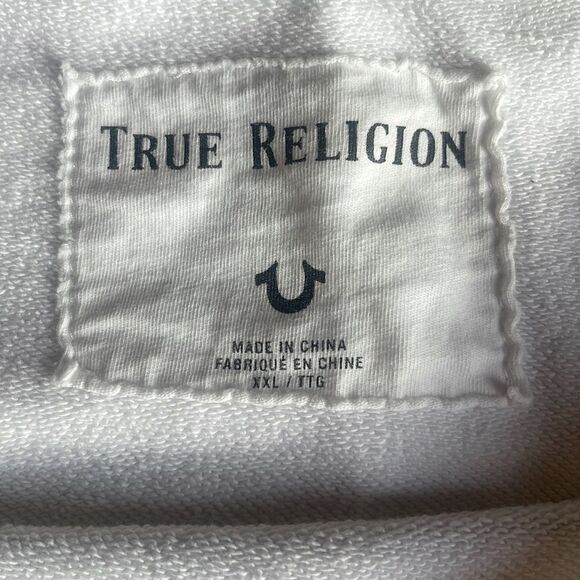 TRUE RELIGION
MADE IN CHINA
FABRIQUÉ EN CHINE
XXL / TTG